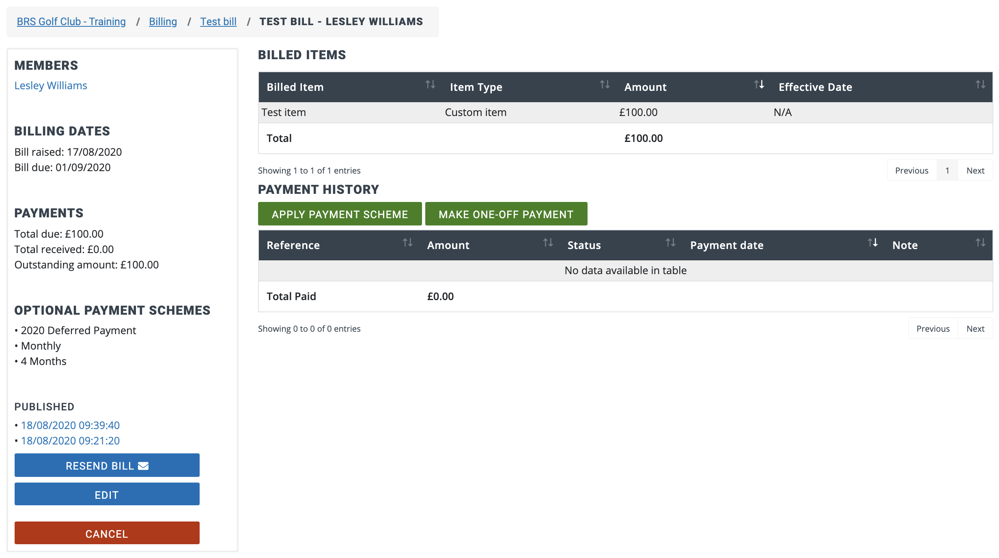 BRS Golf Club - Training / Billing / Test bill / TEST BILL - LESLEY WILLIAMS
MEMBERS
Lesley Williams
BILLING DATES
Bill raised: 17/08/2020
Bill due: 01/09/2020
PAYMENTS
Total due: £100.00
Total received: £0.00
Outstanding amount: £100.00
OPTIONAL PAYMENT SCHEMES
• 2020 Deferred Payment
• Monthly
• 4 Months
PUBLISHED
• 18/08/2020 09:39:40
• 18/08/2020 09:21:20
RESEND BILL
EDIT
CANCEL
BILLED ITEMS
Billed Item Item Type Amount Effective Date
Test item Custom item £100.00 N/A
Total £100.00
Showing 1 to 1 of 1 entries Previous 1 Next
PAYMENT HISTORY
APPLY PAYMENT SCHEME MAKE ONE-OFF PAYMENT
Reference Amount Status Payment date Note
No data available in table
Total Paid £0.00
Showing 0 to 0 of 0 entries Previous Next